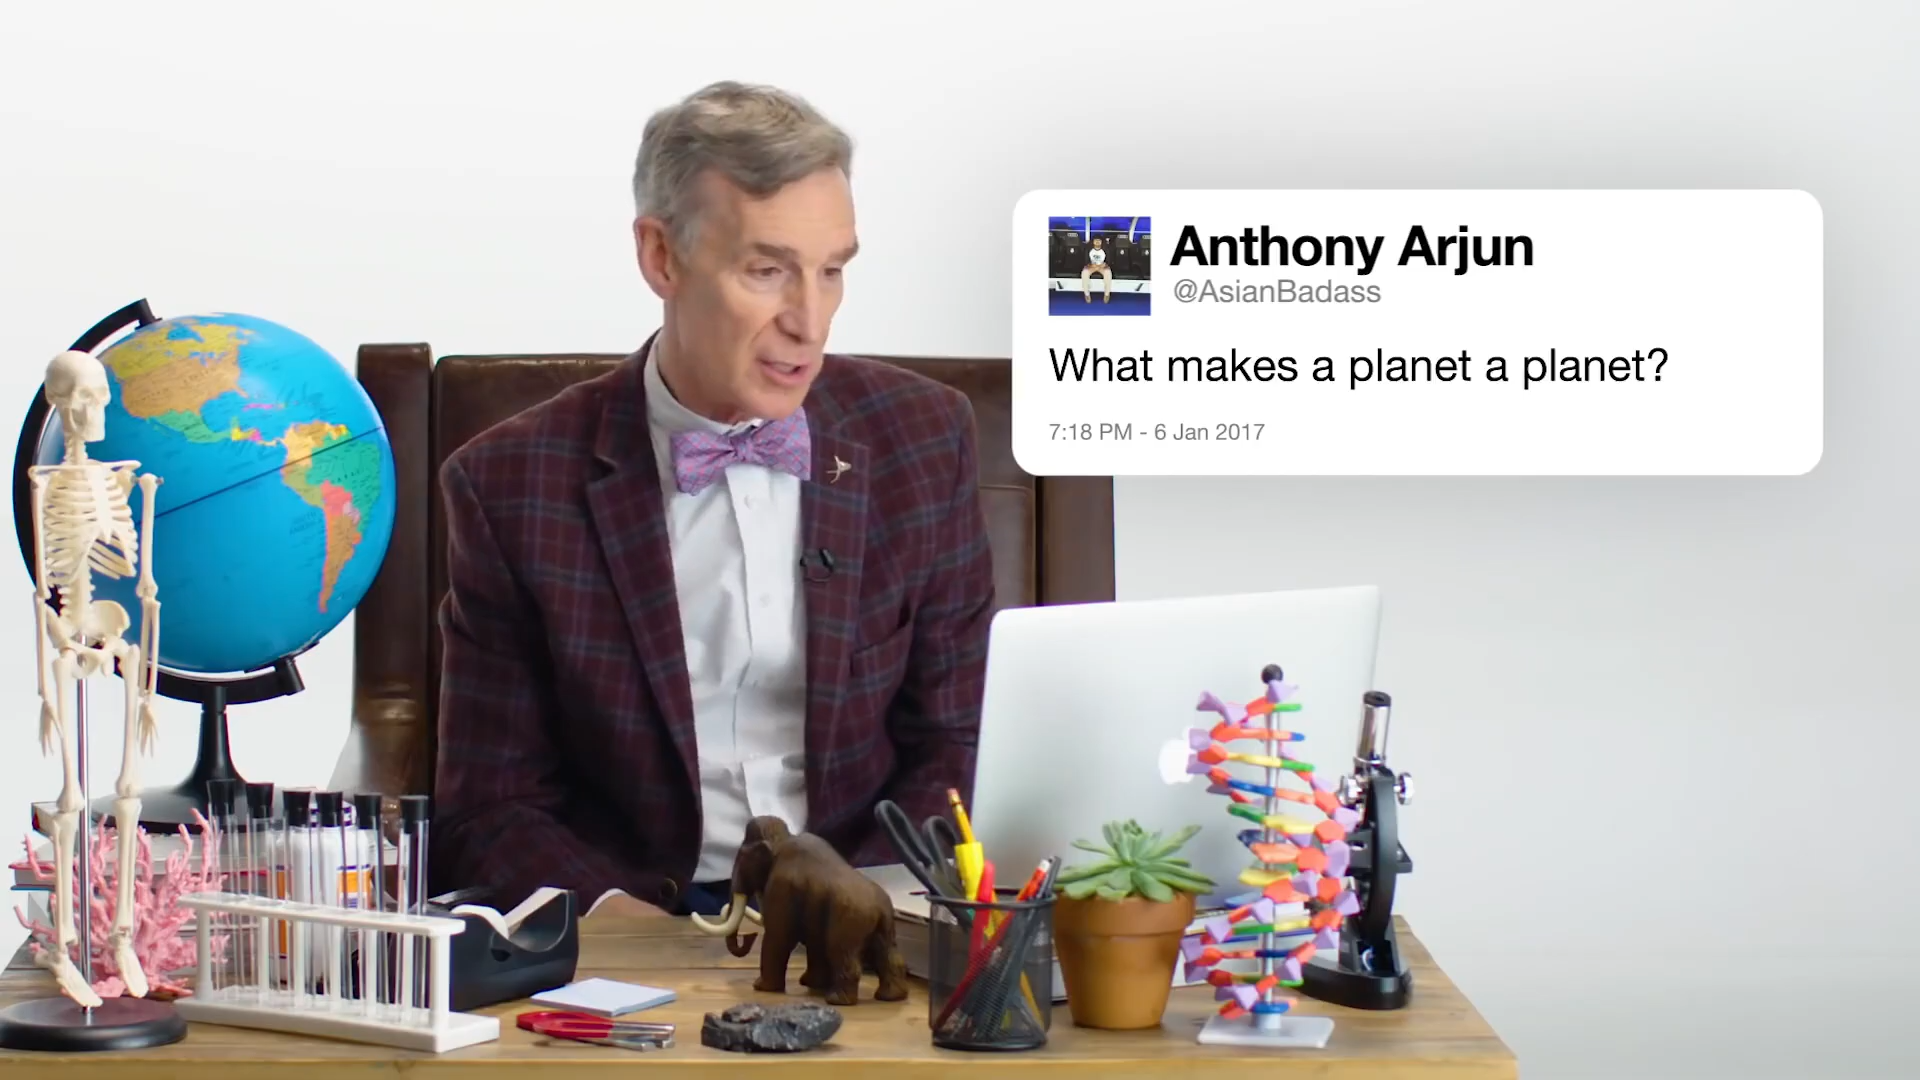 Anthony Arjun
@AsianBadass
What makes a planet a planet?
7:18 PM - 6 Jan 2017